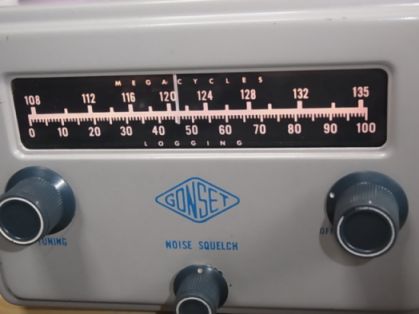 MEGACYCLES
108 112 116 120 124 128 132 135
0 10 20 30 40 50 60 70 80 90 100
LOGGING
GONSET
TUNING
OFF
NOISE SQUELCH